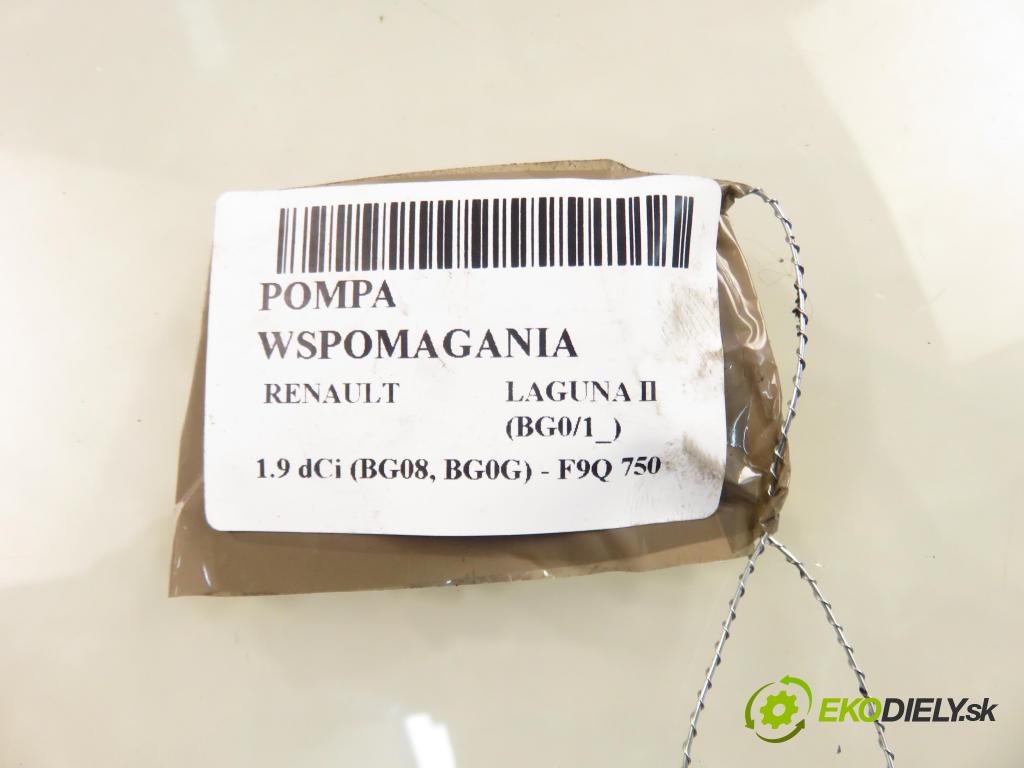 POMPA
WSPOMAGANIA
RENAULT LAGUNA II
(BG0/1_)
1.9 dCi (BG08, BG0G) - F9Q 750
EKODIELY.sk